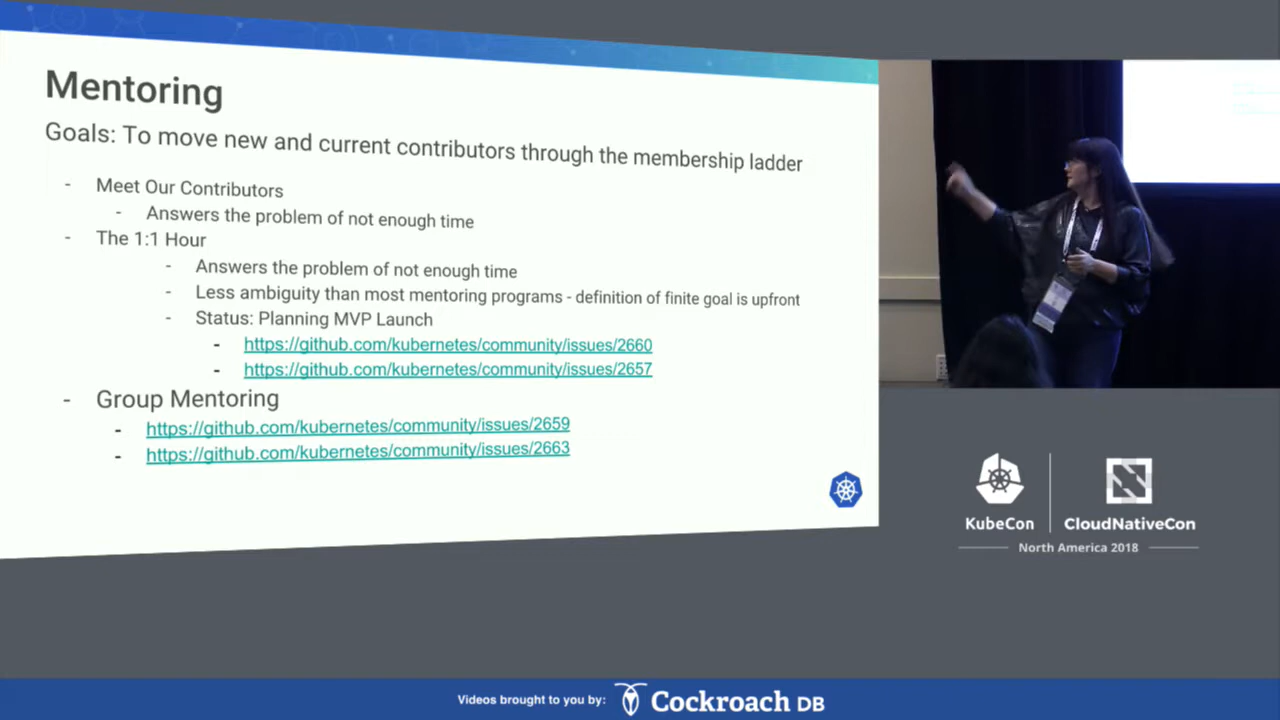 Mentoring
Goals: To move new and current contributors through the membership ladder
- Meet Our Contributors
- Answers the problem of not enough time
- The 1:1 Hour
- Answers the problem of not enough time
- Less ambiguity than most mentoring programs - definition of finite goal is upfront
- Status: Planning MVP Launch
- https://github.com/kubernetes/community/issues/2660
- https://github.com/kubernetes/community/issues/2657
- Group Mentoring
- https://github.com/kubernetes/community/issues/2659
- https://github.com/kubernetes/community/issues/2663
KubeCon
CloudNativeCon
North America 2018
Videos brought to you by: Cockroach DB